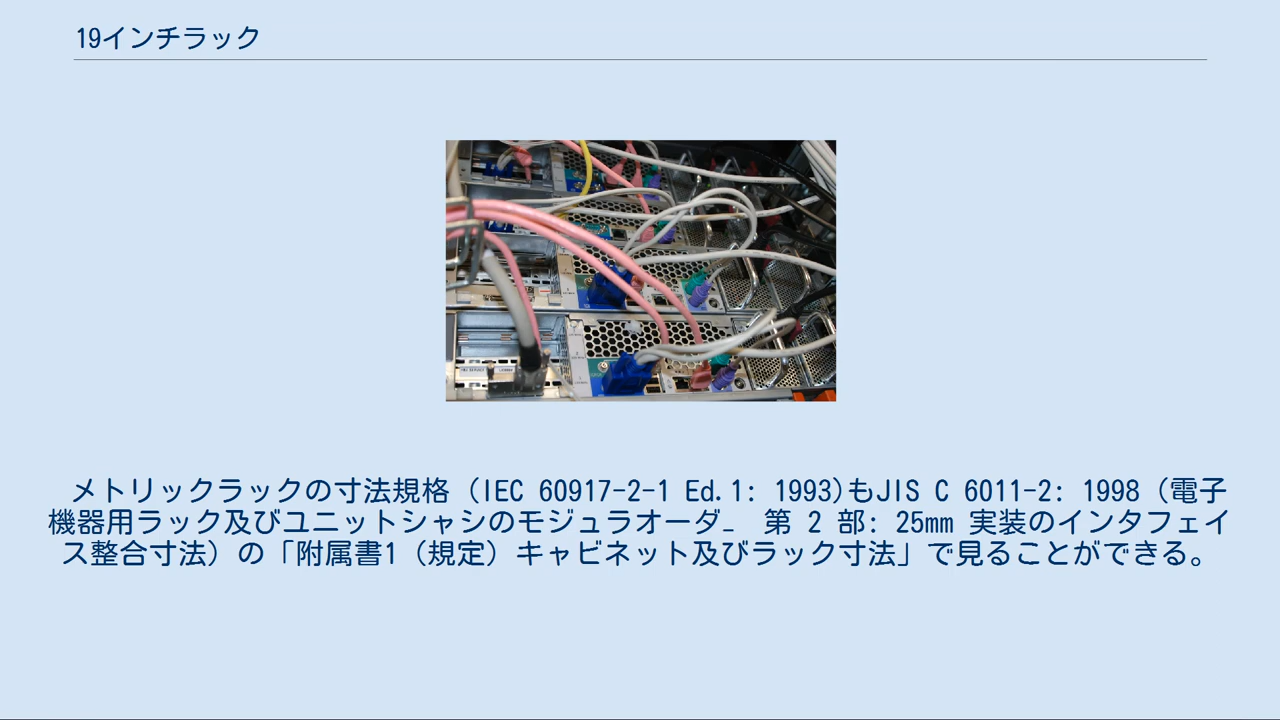 19インチラック
メトリックラックの寸法規格（IEC 60917-2-1 Ed.1: 1993)もJIS C 6011-2: 1998（電子
機器用ラック及びユニットシャシのモジュラオーダ― 第 2 部: 25mm 実装のインタフェイ
ス整合寸法）の「附属書1（規定）キャビネット及びラック寸法」で見ることができる。